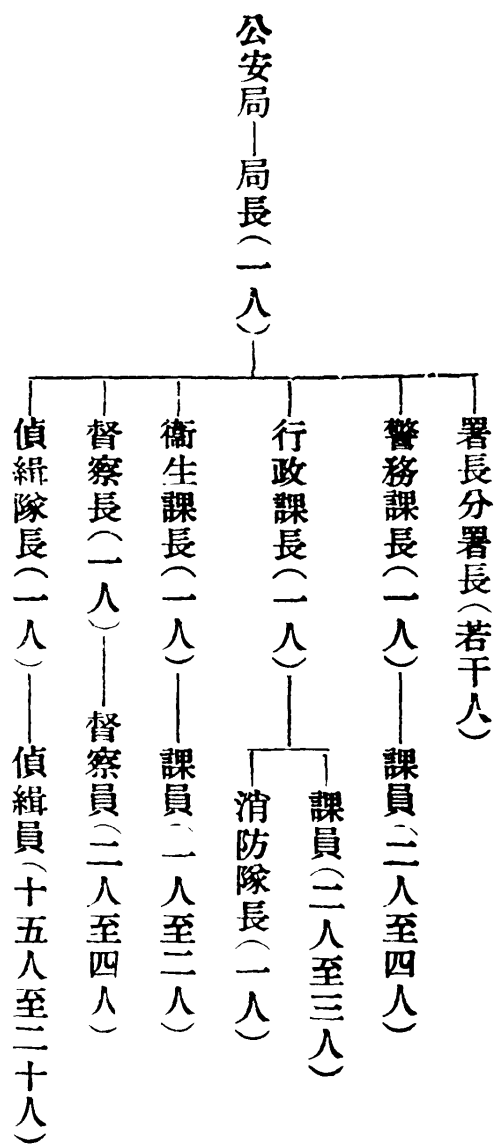 公安局—局長(一人)
署長分署長(若干人)
警務課長(一人)——課員(二人至四人)
行政課長(一人)
課員(二人至三人)
消防隊長(一人)
衞生課長(一人)——課員(一人至二人)
督察長(一人)——督察員(二人至四人)
偵緝隊長(一人)——偵緝員(十五人至二十人)